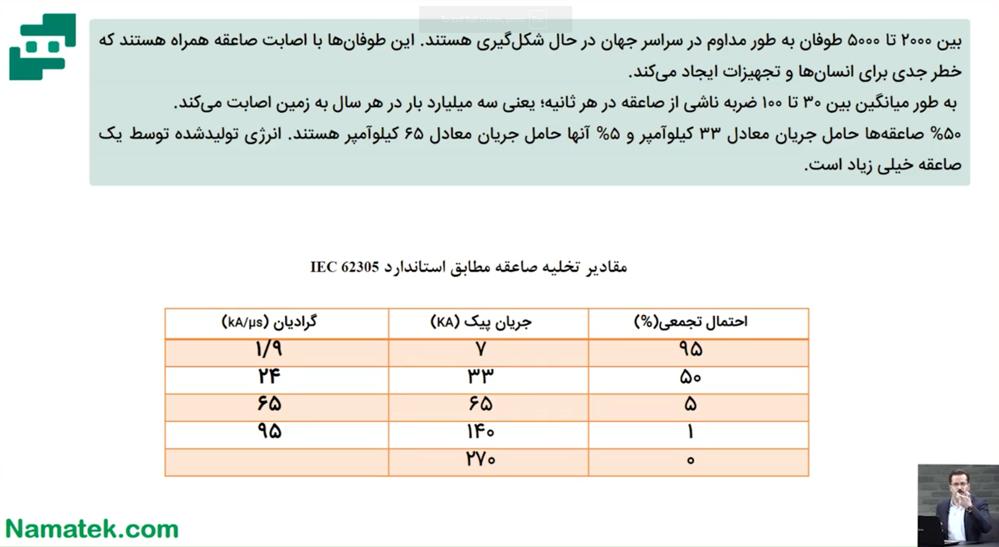 To exit full screen, press Esc
بین ۲۰۰۰ تا ۵۰۰۰ طوفان به طور مداوم در سراسر جهان در حال شکل‌گیری هستند. این طوفان‌ها با اصابت صاعقه همراه هستند که
خطر جدی برای انسان‌ها و تجهیزات ایجاد می‌کند.
به طور میانگین بین ۳۰ تا ۱۰۰ ضربه ناشی از صاعقه در هر ثانیه؛ یعنی سه میلیارد بار در هر سال به زمین اصابت می‌کند.
۵۰% صاعقه‌ها حامل جریان معادل ۳۳ کیلوآمپر و ۵% آنها حامل جریان معادل ۶۵ کیلوآمپر هستند. انرژی تولیدشده توسط یک
صاعقه خیلی زیاد است.
مقادیر تخلیه صاعقه مطابق استاندارد IEC 62305
احتمال تجمعی(%) جریان پیک (KA) گرادیان (kA/µs)
۹۵ ۷ ۱/۹
۵۰ ۳۳ ۲۴
۵ ۶۵ ۶۵
۱ ۱۴۰ ۹۵
۰ ۲۷۰
Namatek.com